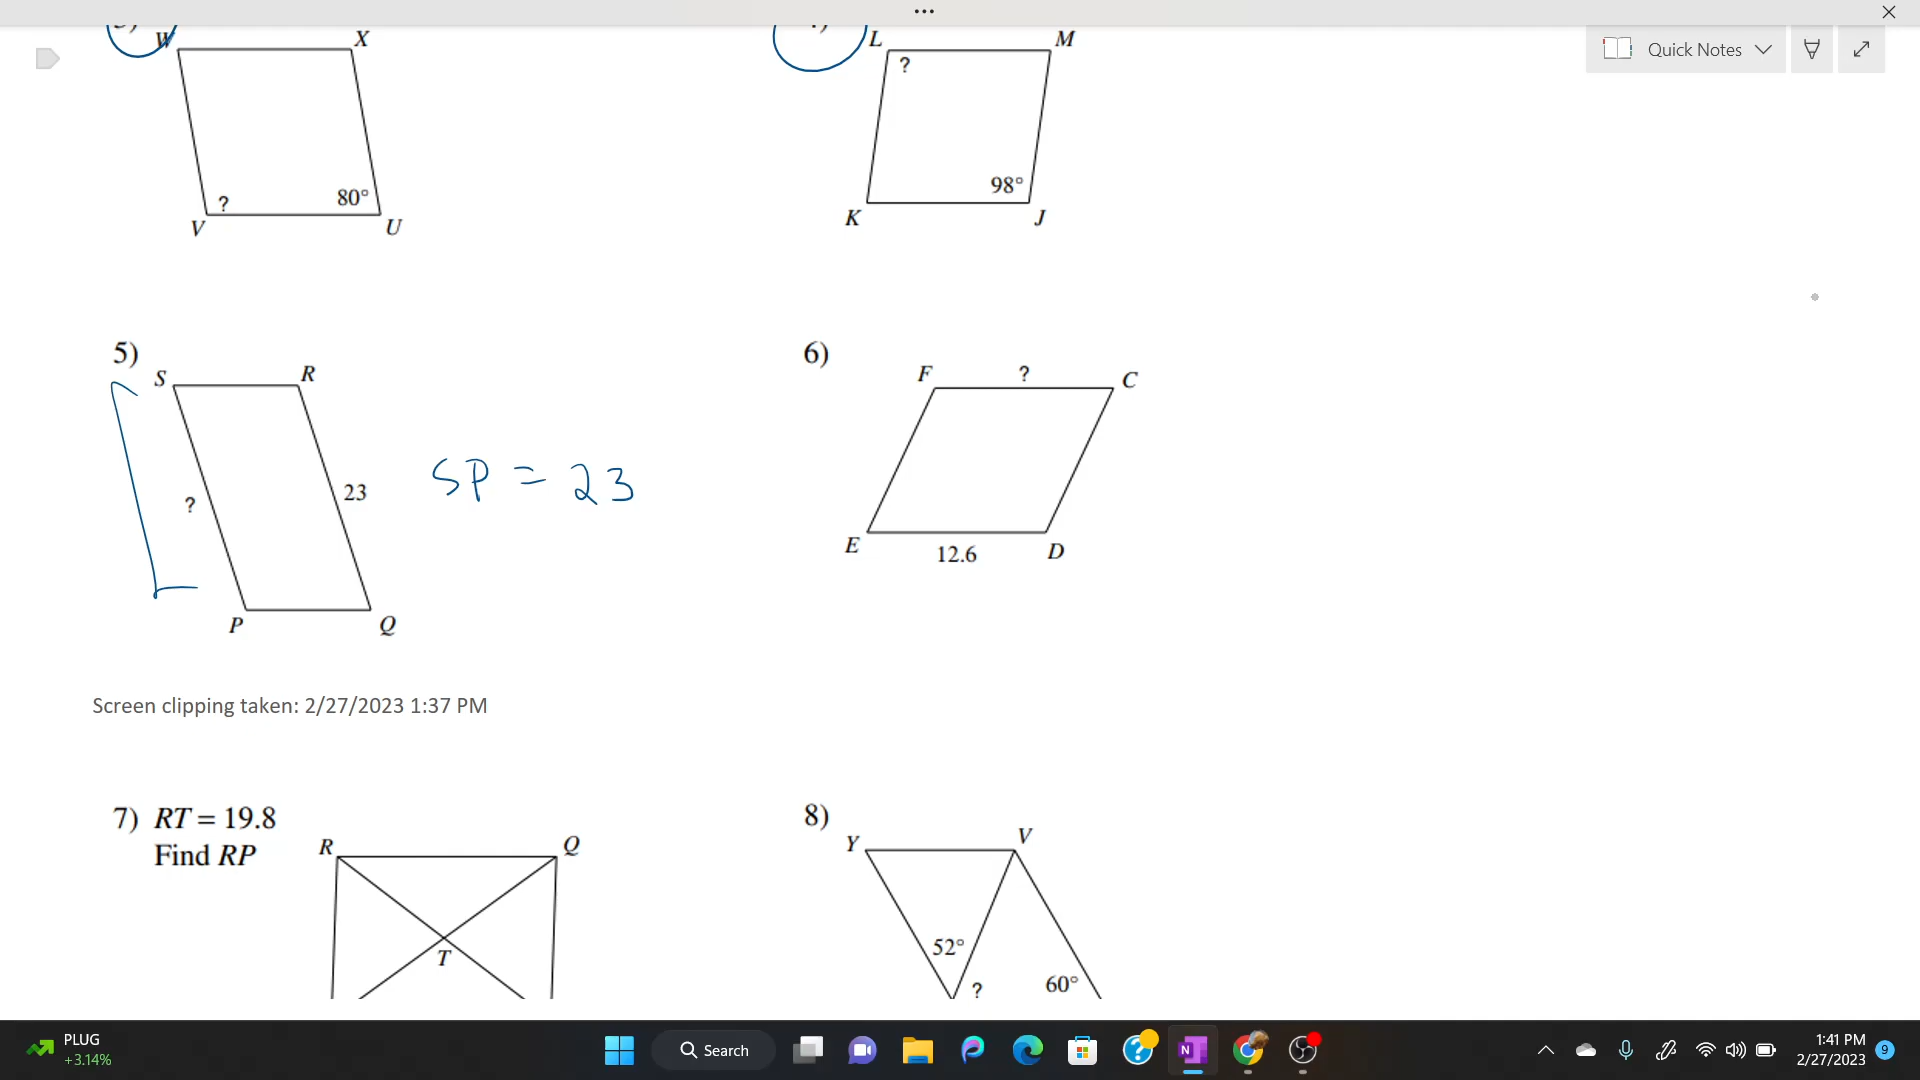 W X L M Quick Notes
?
? 80° 98°
V U K J
5) 6)
S R F ? C
SP = 23
? 23
E 12.6 D
P Q
Screen clipping taken: 2/27/2023 1:37 PM
7) RT = 19.8
Find RP
R Q
T
8)
Y V
52°
? 60°
PLUG
+3.14%
Search
1:41 PM
2/27/2023 9